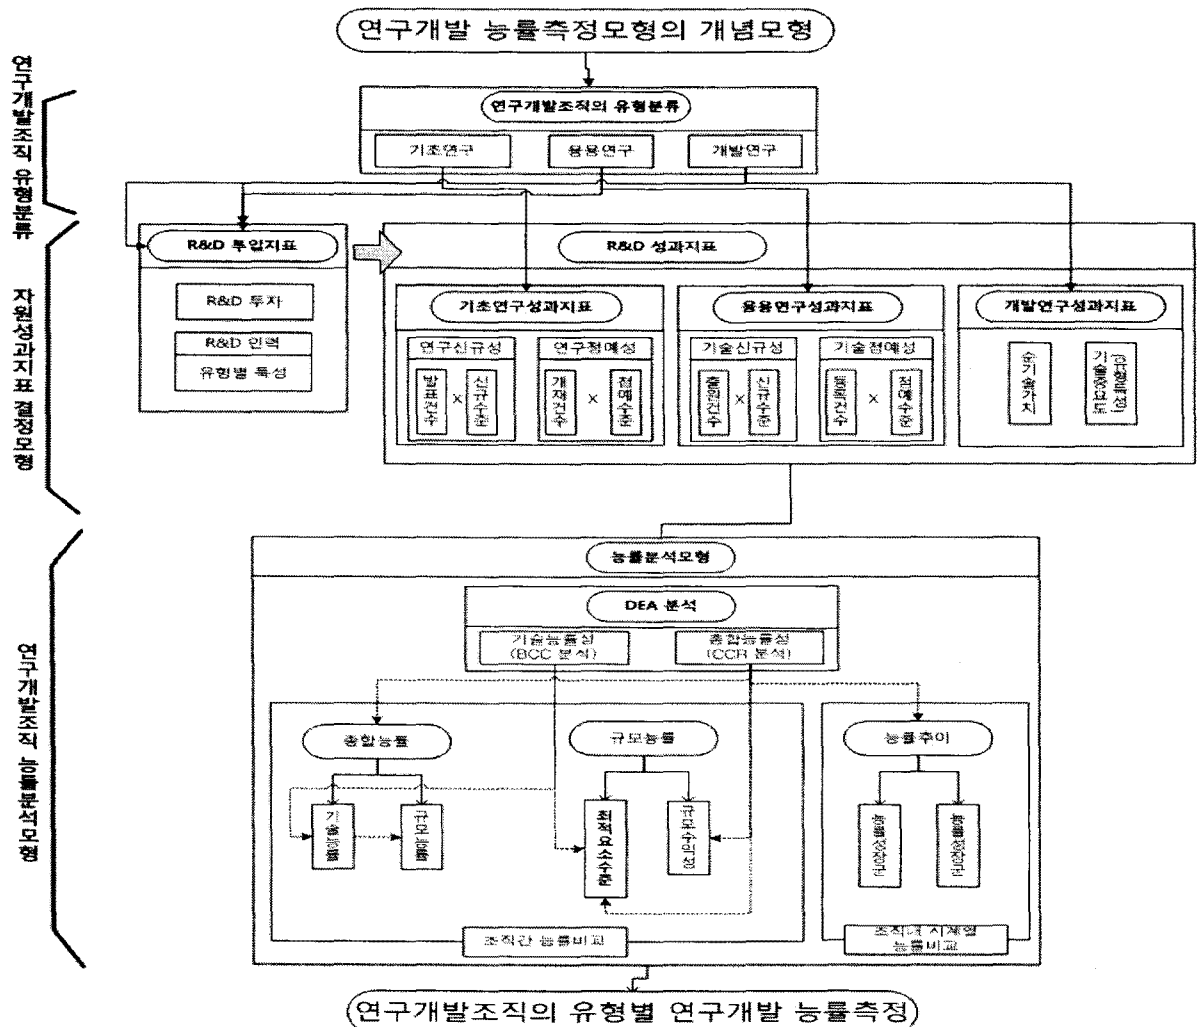 연구개발 능률측정모형의 개념모형
연구개발조직 유형분류
연구개발조직의 유형분류
기초연구
응용연구
개발연구
자원성과지표 결정모형
R&D 투입지표
R&D 성과지표
R&D 투자
R&D 인력
유형별 특성
기초연구성과지표
응용연구성과지표
개발연구성과지표
연구신규성
연구첨예성
기술신규성
기술첨예성
발표건수
×
신규수준
개재건수
×
첨예수준
출원건수
×
신규수준
등록건수
×
첨예수준
순기술가치
기술중요도
연구개발조직 능률분석모형
능률분석모형
DEA 분석
기술능률성
(BCC 분석)
종합능률성
(CCR 분석)
종합능률
규모능률
능률추이
기술능률
규모능률
최적요소수준
규모수익성
조직간 능률비교
조직내 시계열
능률비교
연구개발조직의 유형별 연구개발 능률측정